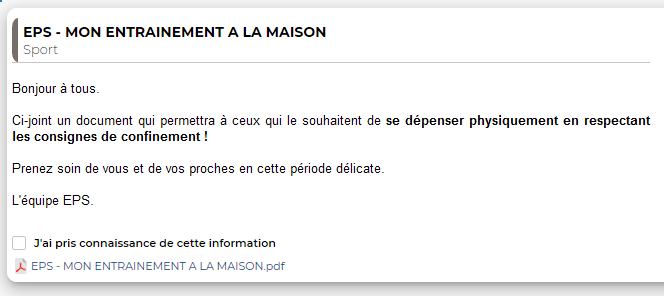 EPS - MON ENTRAINEMENT A LA MAISON
Sport
Bonjour à tous.
Ci-joint un document qui permettra à ceux qui le souhaitent de se dépenser physiquement en respectant
les consignes de confinement !
Prenez soin de vous et de vos proches en cette période délicate.
L'équipe EPS.
J'ai pris connaissance de cette information
EPS - MON ENTRAINEMENT A LA MAISON.pdf